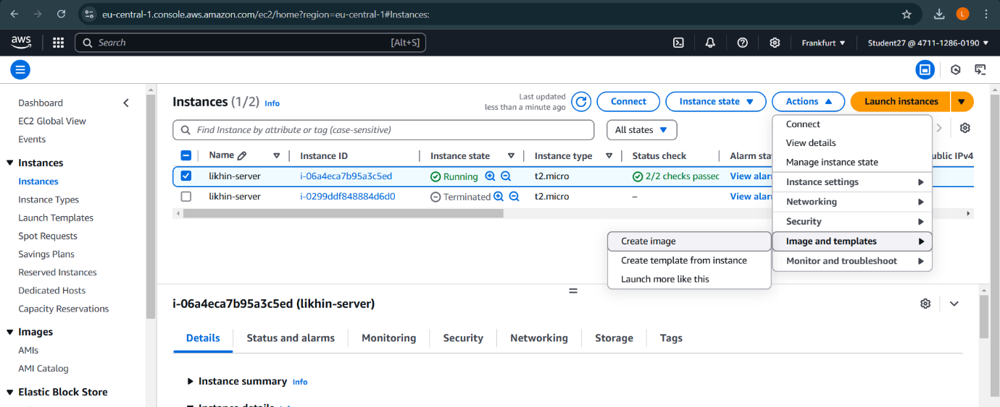 eu-central-1.console.aws.amazon.com/ec2/home?region=eu-central-1#Instances:
L
aws
Search [Alt+S]
Frankfurt
Student27 @ 4711-1286-0190
Dashboard
EC2 Global View
Events
Instances
Instances
Instance Types
Launch Templates
Spot Requests
Savings Plans
Reserved Instances
Dedicated Hosts
Capacity Reservations
Images
AMIs
AMI Catalog
Elastic Block Store
Instances (1/2) Info
Last updated
less than a minute ago
Connect
Instance state
Actions
Launch instances
Find Instance by attribute or tag (case-sensitive)
All states
Name Instance ID Instance state Instance type Status check Alarm sta ublic IPv4
likhin-server i-06a4eca7b95a3c5ed Running t2.micro 2/2 checks passec View alar
likhin-server i-0299ddf848884d6d0 Terminated t2.micro – View alar
Connect
View details
Manage instance state
Instance settings
Networking
Security
Image and templates
Monitor and troubleshoot
Create image
Create template from instance
Launch more like this
i-06a4eca7b95a3c5ed (likhin-server)
Details Status and alarms Monitoring Security Networking Storage Tags
Instance summary Info
Instance details